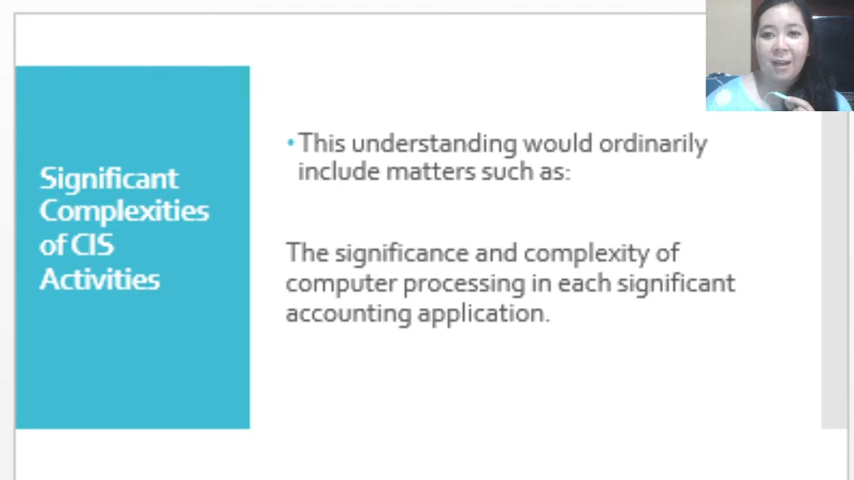 Significant
Complexities
of CIS
Activities
• This understanding would ordinarily
include matters such as:
The significance and complexity of
computer processing in each significant
accounting application.